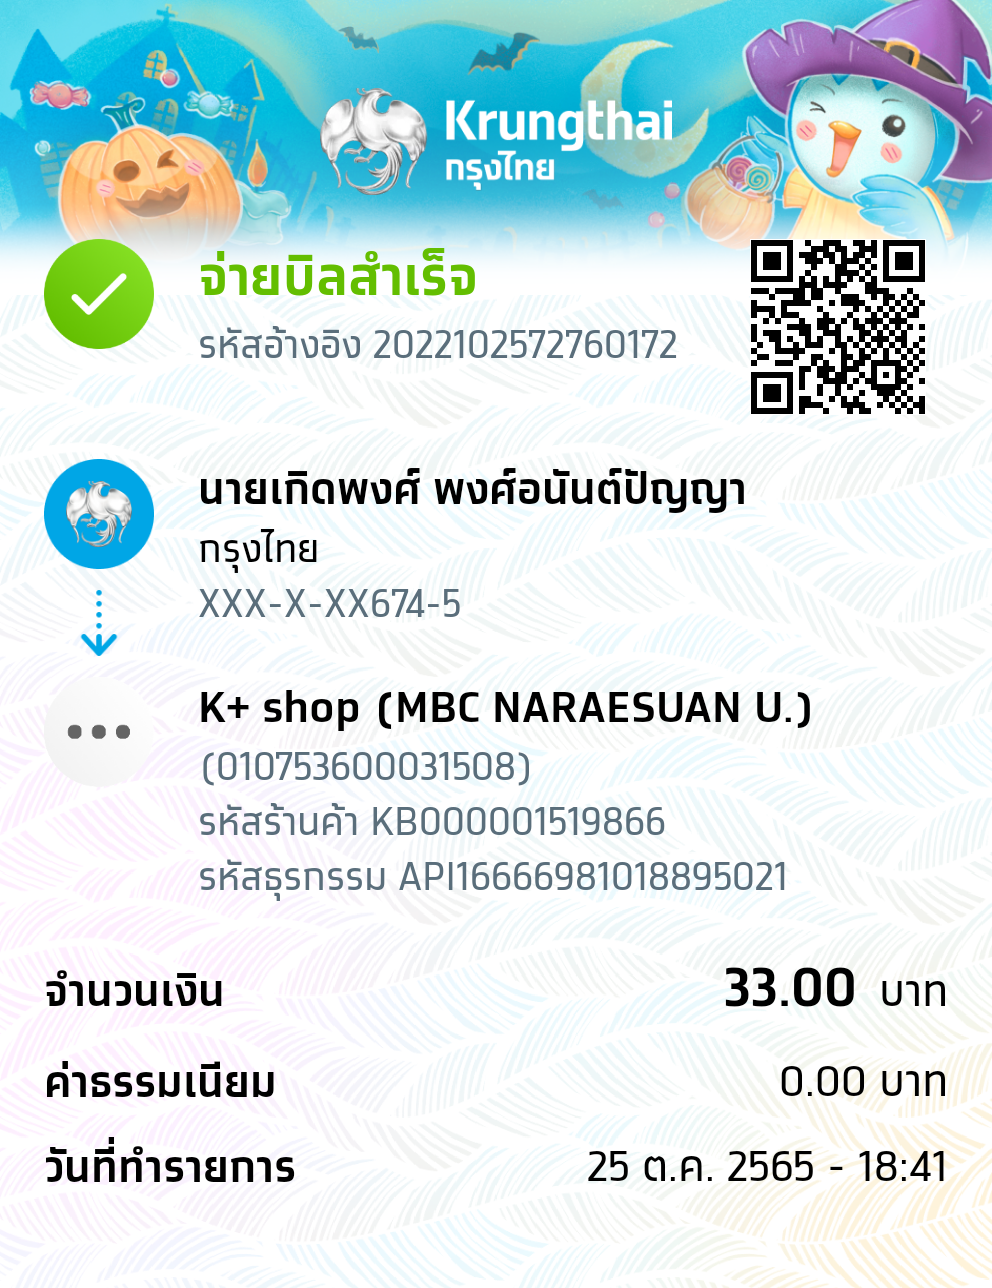 Krungthai
กรุงไทย
จ่ายบิลสำเร็จ
รหัสอ้างอิง 2022102572760172
นายเกิดพงศ์ พงศ์อนันต์ปัญญา
กรุงไทย
XXX-X-XX674-5
K+ shop (MBC NARAESUAN U.)
(010753600031508)
รหัสร้านค้า KB000001519866
รหัสธุรกรรม API16666981018895021
จำนวนเงิน 33.00 บาท
ค่าธรรมเนียม 0.00 บาท
วันที่ทำรายการ 25 ต.ค. 2565 - 18:41